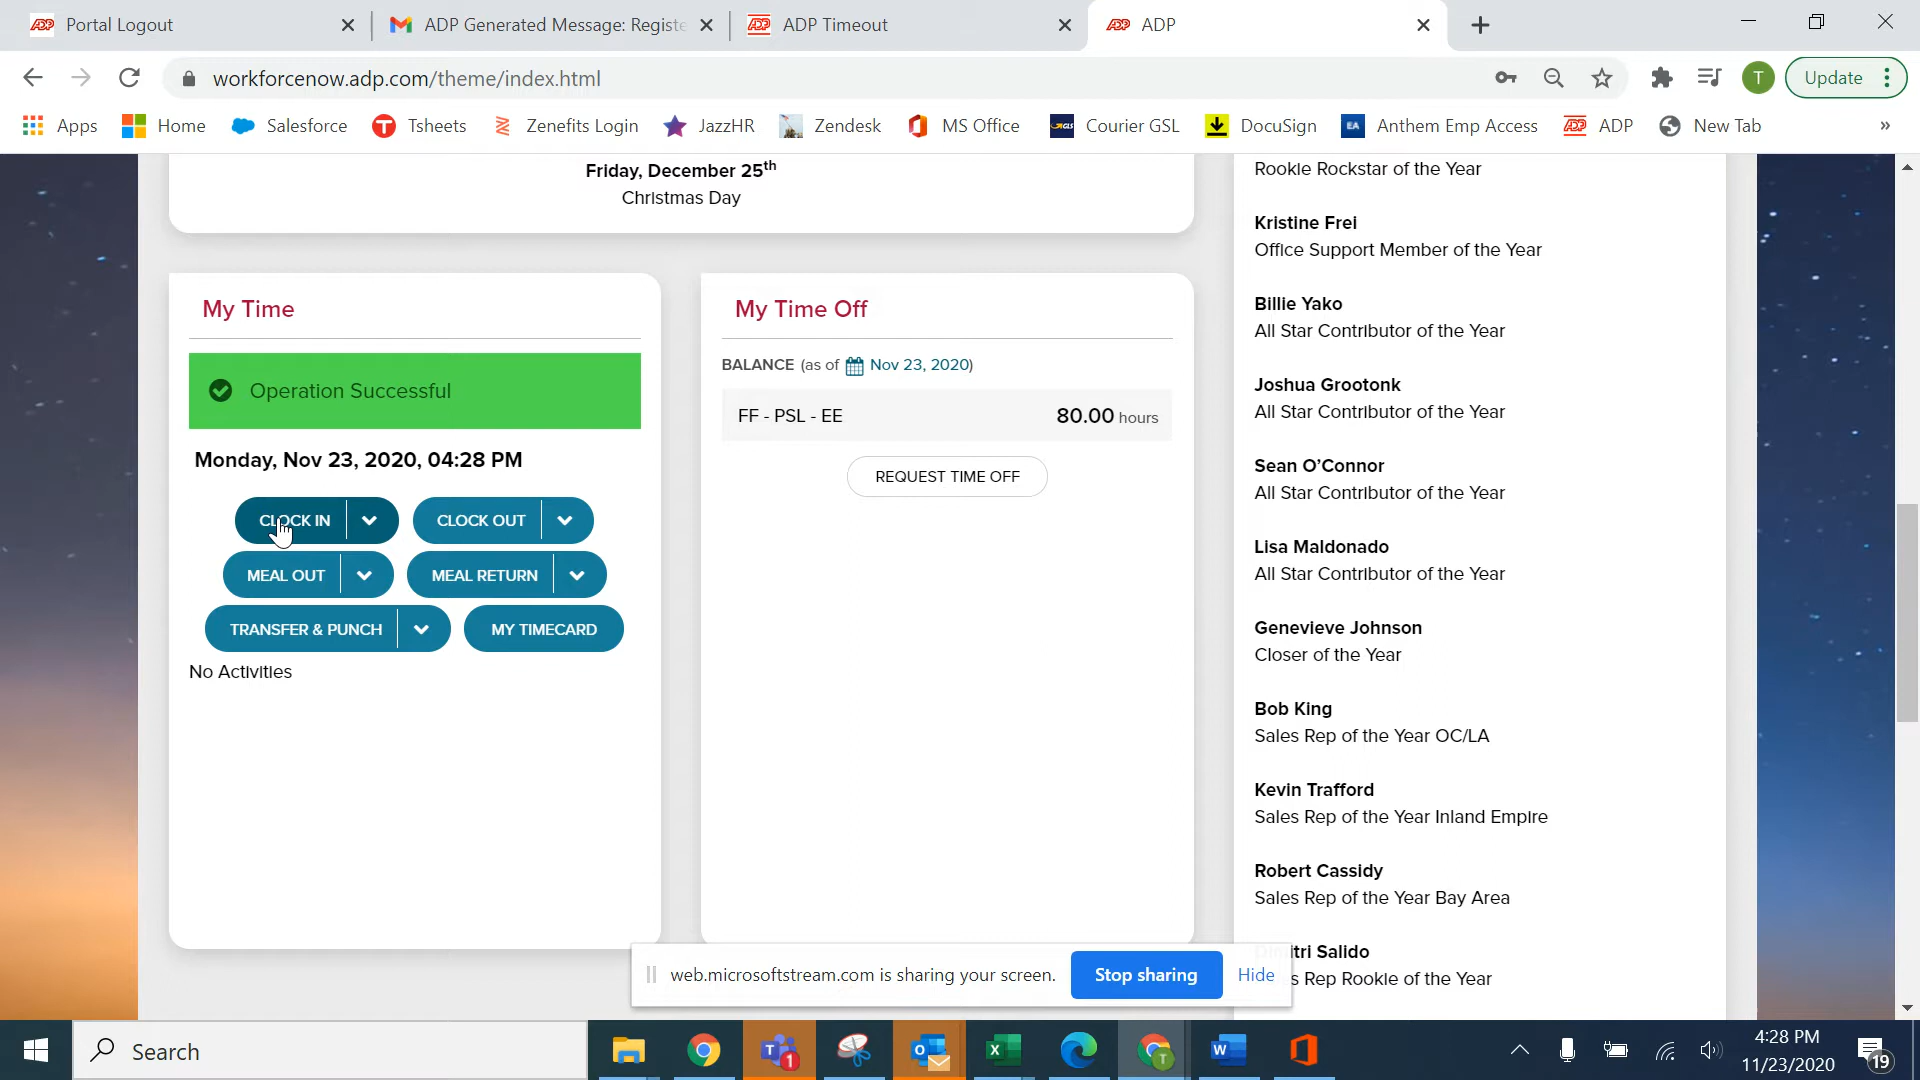 Portal Logout
ADP Generated Message: Registe
ADP Timeout
ADP
workforcenow.adp.com/theme/index.html
T
Update
Apps
Home
Salesforce
Tsheets
Zenefits Login
JazzHR
Zendesk
MS Office
Courier GSL
DocuSign
Anthem Emp Access
ADP
New Tab
»
Friday, December 25th
Christmas Day
My Time
Operation Successful
Monday, Nov 23, 2020, 04:28 PM
CLOCK IN
CLOCK OUT
MEAL OUT
MEAL RETURN
TRANSFER & PUNCH
MY TIMECARD
No Activities
My Time Off
BALANCE (as of Nov 23, 2020)
FF - PSL - EE 80.00 hours
REQUEST TIME OFF
Rookie Rockstar of the Year
Kristine Frei
Office Support Member of the Year
Billie Yako
All Star Contributor of the Year
Joshua Grootonk
All Star Contributor of the Year
Sean O’Connor
All Star Contributor of the Year
Lisa Maldonado
All Star Contributor of the Year
Genevieve Johnson
Closer of the Year
Bob King
Sales Rep of the Year OC/LA
Kevin Trafford
Sales Rep of the Year Inland Empire
Robert Cassidy
Sales Rep of the Year Bay Area
Salido
Rep Rookie of the Year
web.microsoftstream.com is sharing your screen.
Stop sharing
Hide
Search
1
4:28 PM
11/23/2020
19